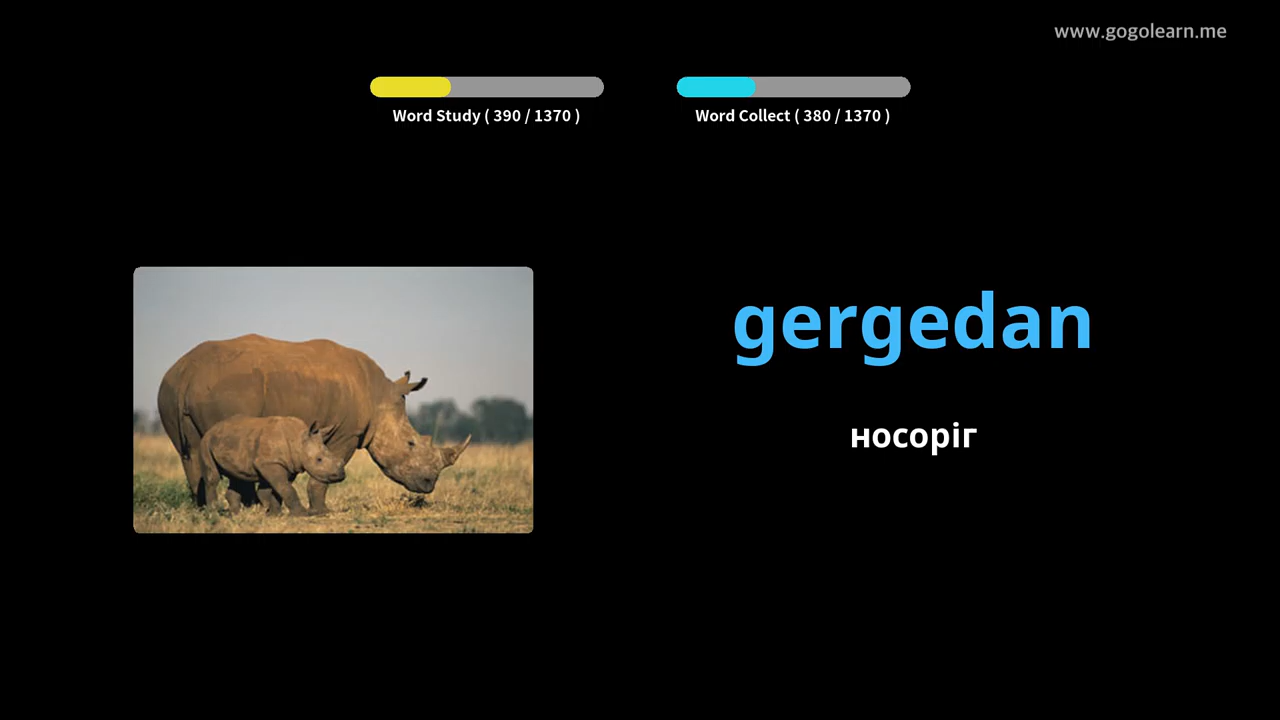 www.gogolearn.me
Word Study ( 390 / 1370 )
Word Collect ( 380 / 1370 )
gergedan
носоріг